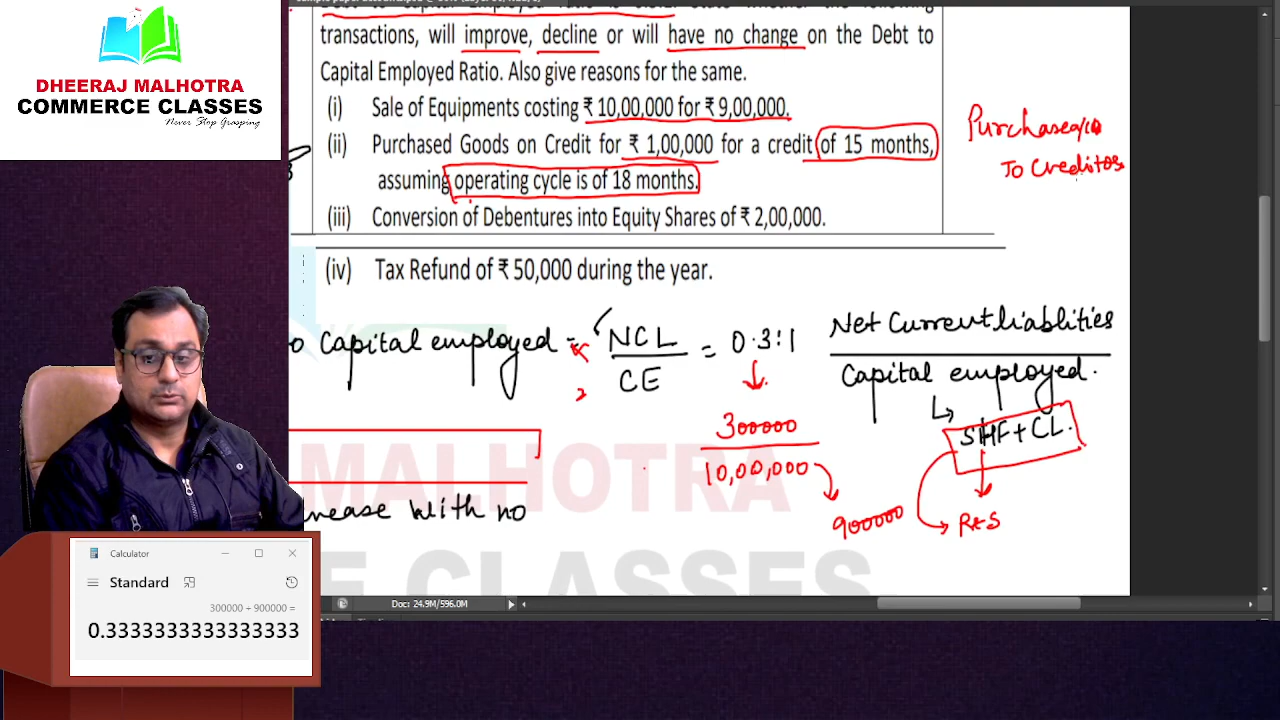 DHEERAJ MALHOTRA
COMMERCE CLASSES
Never Stop Grasping
transactions, will improve, decline or will have no change on the Debt to
Capital Employed Ratio. Also give reasons for the same.
(i) Sale of Equipments costing ₹ 10,00,000 for ₹ 9,00,000.
(ii) Purchased Goods on Credit for ₹ 1,00,000 for a credit of 15 months,
assuming operating cycle is of 18 months.
(iii) Conversion of Debentures into Equity Shares of ₹ 2,00,000.
(iv) Tax Refund of ₹ 50,000 during the year.
Purchase a/c
To Creditors
o Capital employed = NCL = 0.3:1
CE
Net Current liablities
Capital employed.
SHF + CL.
300000
10,00,000
900000
R&S
rease with no
MALHOTRA
E CLASSES
Calculator
Standard
300000 ÷ 900000 =
0.3333333333333333
Doc: 24.9M/596.0M